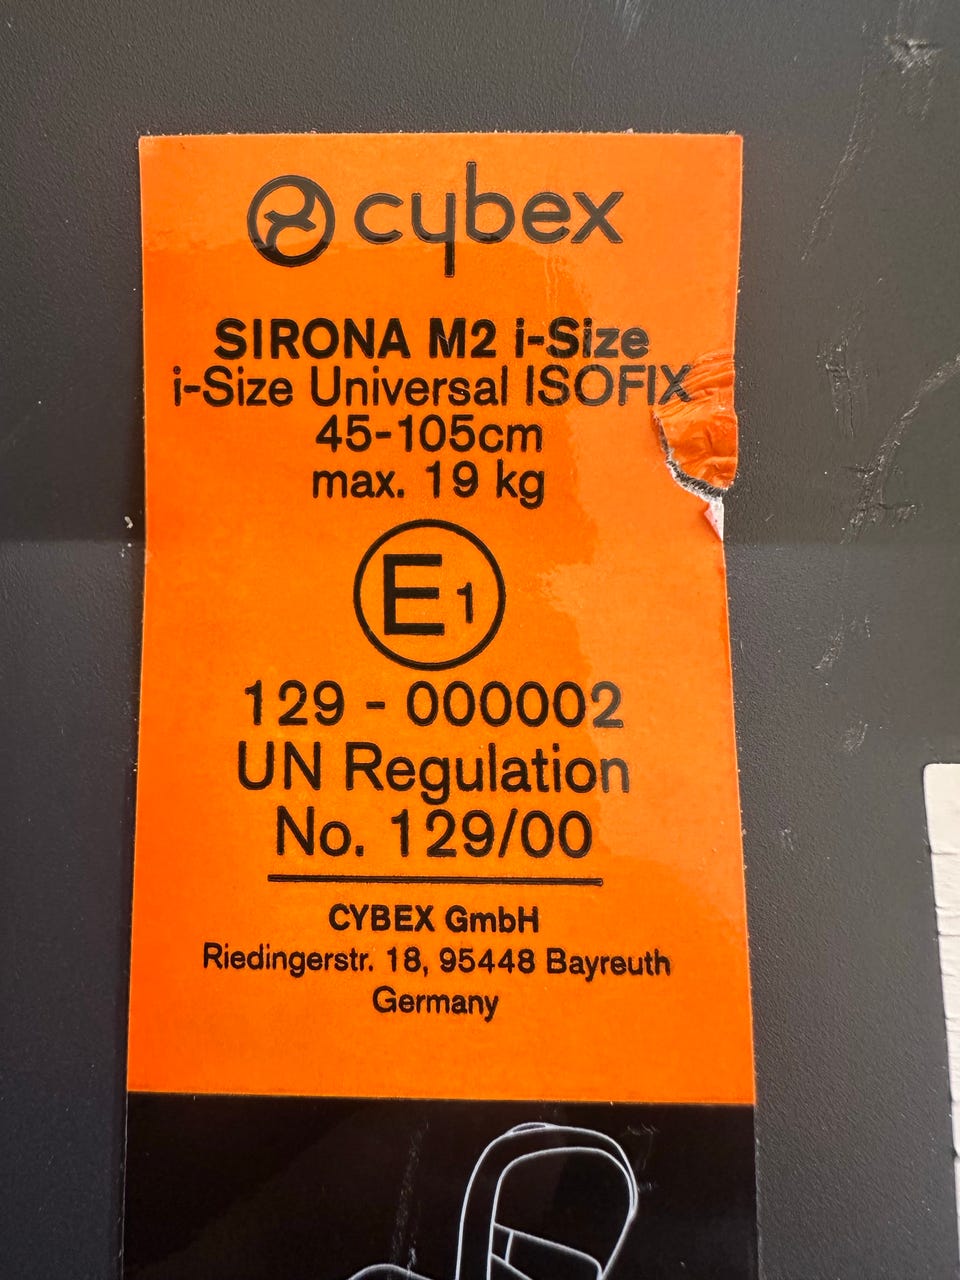 cybex
SIRONA M2 i-Size
i-Size Universal ISOFIX
45-105cm
max. 19 kg
E1
129 - 000002
UN Regulation
No. 129/00
CYBEX GmbH
Riedingerstr. 18, 95448 Bayreuth
Germany